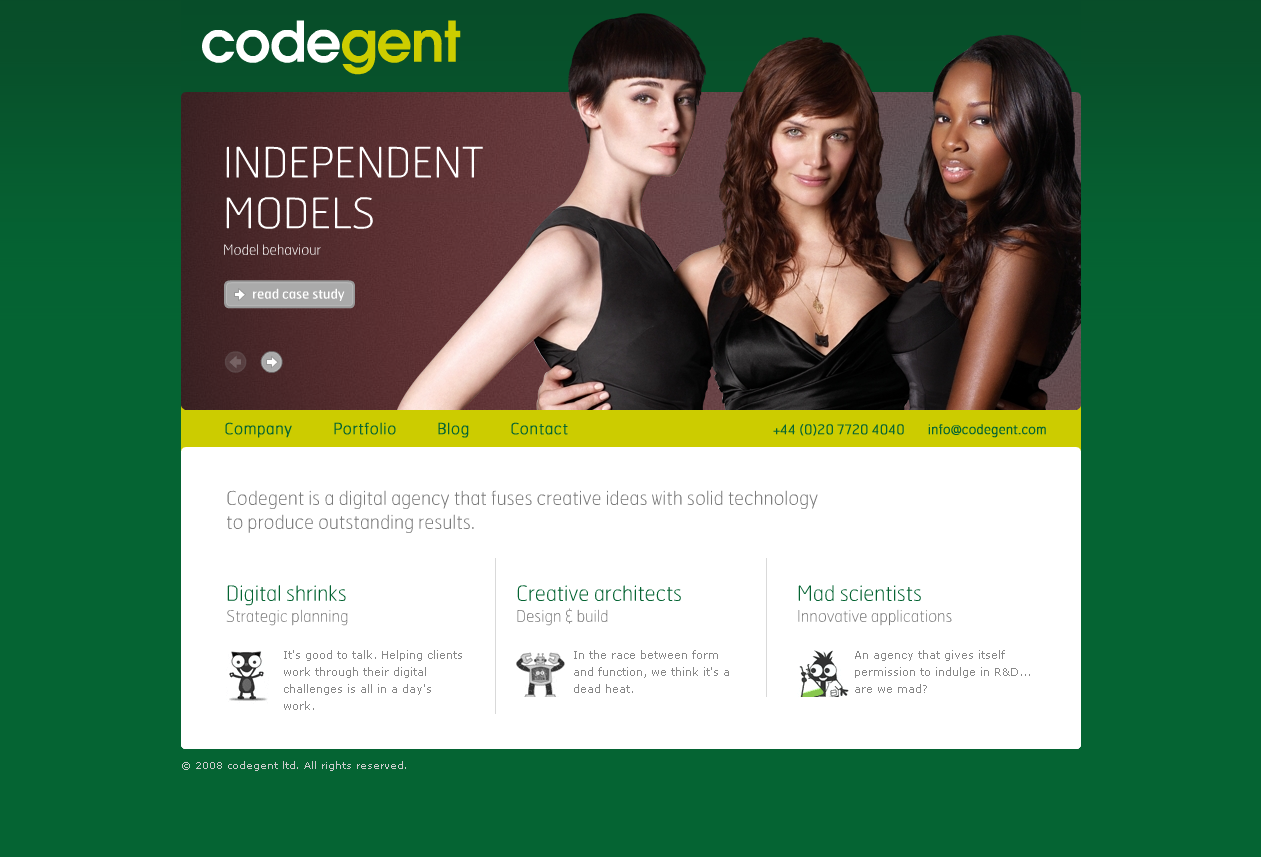 codegent
INDEPENDENT
MODELS
Model behaviour
read case study
Company Portfolio Blog Contact +44 (0)20 7720 4040 info@codegent.com
Codegent is a digital agency that fuses creative ideas with solid technology
to produce outstanding results.
Digital shrinks
Strategic planning
It's good to talk. Helping clients
work through their digital
challenges is all in a day's
work.
Creative architects
Design & build
In the race between form
and function, we think it's a
dead heat.
Mad scientists
Innovative applications
An agency that gives itself
permission to indulge in R&D...
are we mad?
© 2008 codegent ltd. All rights reserved.